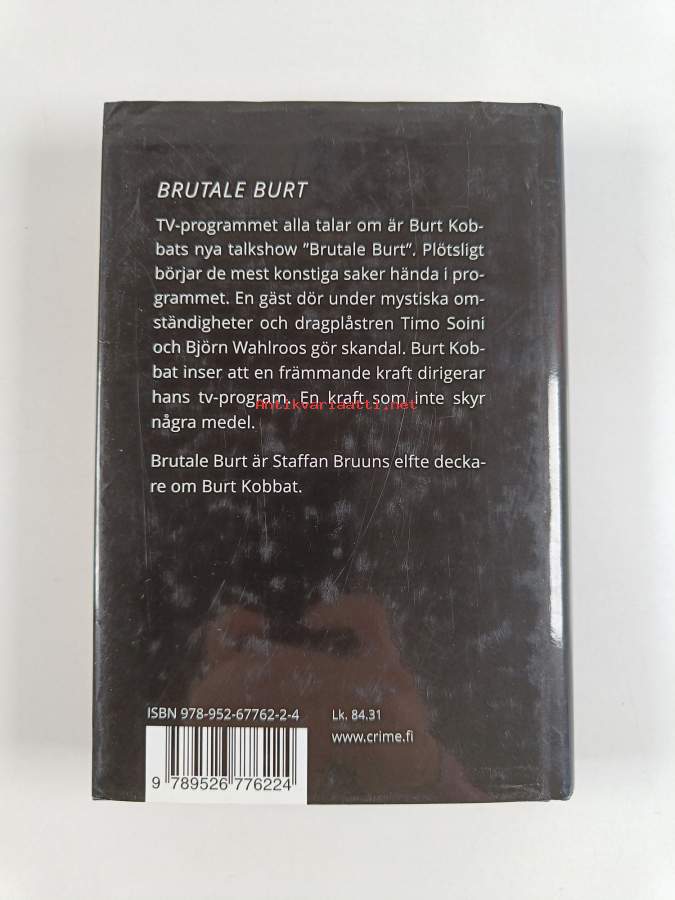 BRUTALE BURT
TV-programmet alla talar om är Burt Kob-
bats nya talkshow ”Brutale Burt”. Plötsligt
börjar de mest konstiga saker hända i pro-
grammet. En gäst dör under mystiska om-
ständigheter och dragplåstren Timo Soini
och Björn Wahlroos gör skandal. Burt Kob-
bat inser att en främmande kraft dirigerar
hans tv-program. En kraft som inte skyr
Antikvariaatti.net
några medel.
Brutale Burt är Staffan Bruuns elfte decka-
re om Burt Kobbat.
ISBN 978-952-67762-2-4
Lk. 84.31
www.crime.fi
9 789526 776224